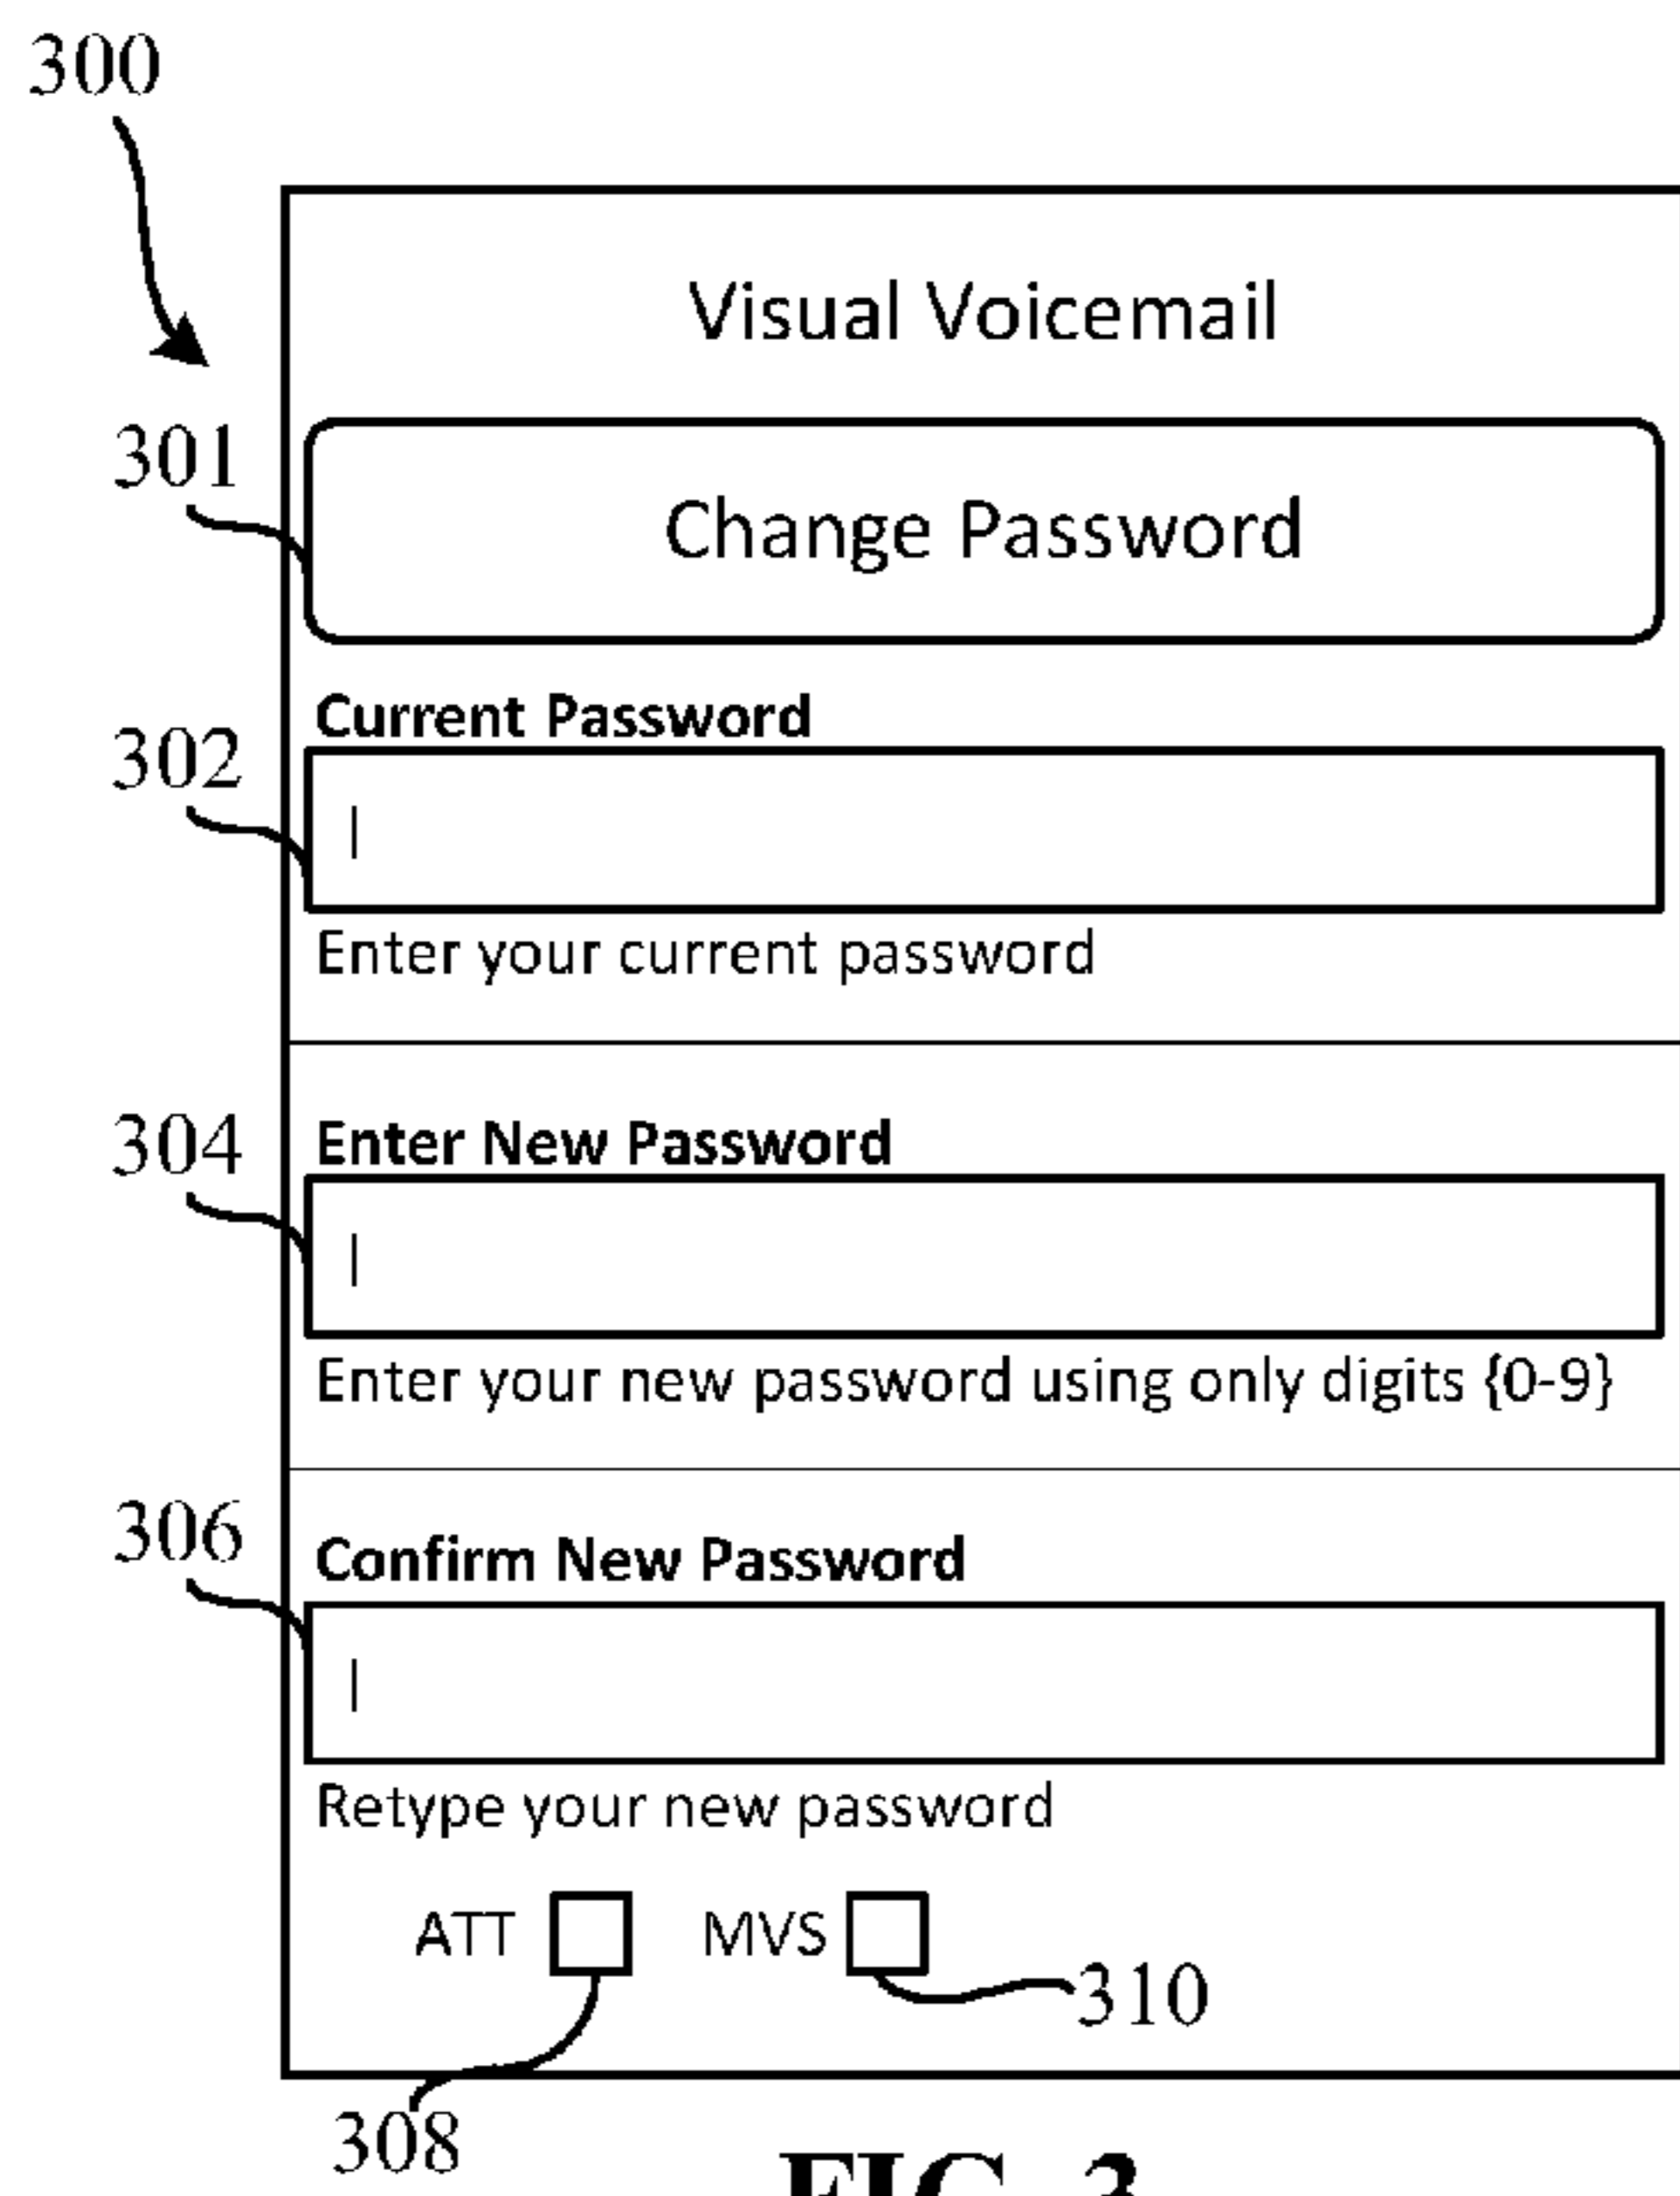 300
Visual Voicemail
301
Change Password
Current Password
302
Enter your current password
304
Enter New Password
Enter your new password using only digits {0-9}
306
Confirm New Password
Retype your new password
ATT MVS
310
308
FIG. 3